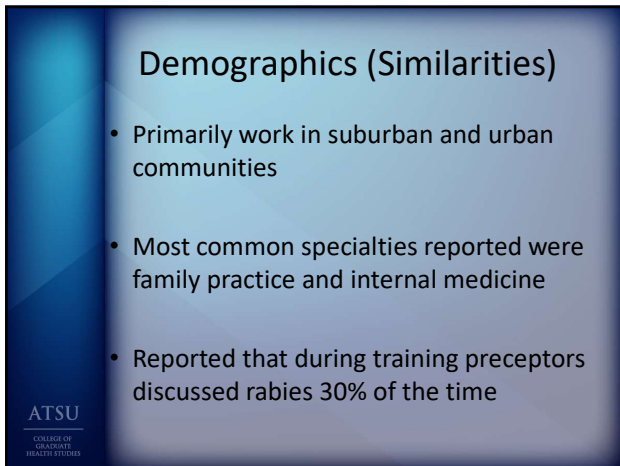 Demographics (Similarities)
• Primarily work in suburban and urban
communities
• Most common specialties reported were
family practice and internal medicine
• Reported that during training preceptors
discussed rabies 30% of the time
ATSU
COLLEGE OF
GRADUATE
HEALTH STUDIES